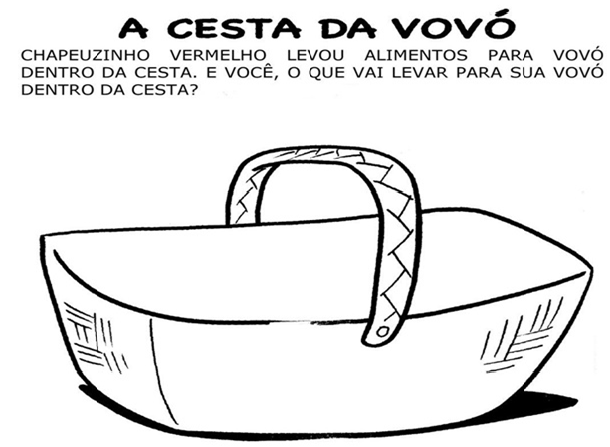 A CESTA DA VOVÓ
CHAPEUZINHO VERMELHO LEVOU ALIMENTOS PARA VOVÓ
DENTRO DA CESTA. E VOCÊ, O QUE VAI LEVAR PARA SUA VOVÓ
DENTRO DA CESTA?